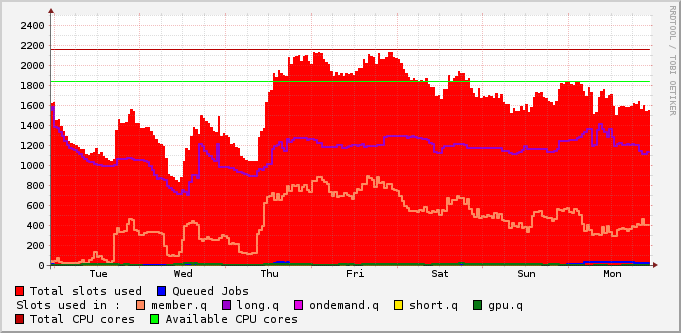 RRDTOOL / TOBI OETIKER
2400
2200
2000
1800
1600
1400
1200
1000
800
600
400
200
0
Tue Wed Thu Fri Sat Sun Mon
Total slots used Queued Jobs
Slots used in : member.q long.q ondemand.q short.q gpu.q
Total CPU cores Available CPU cores